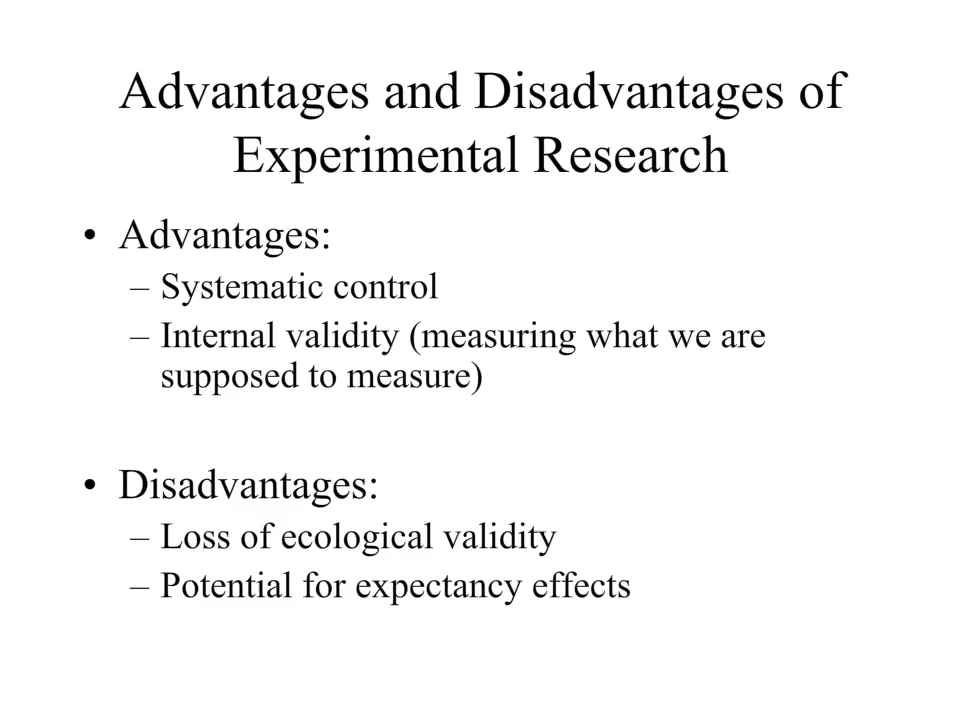 Advantages and Disadvantages of
Experimental Research
• Advantages:
– Systematic control
– Internal validity (measuring what we are
supposed to measure)
• Disadvantages:
– Loss of ecological validity
– Potential for expectancy effects